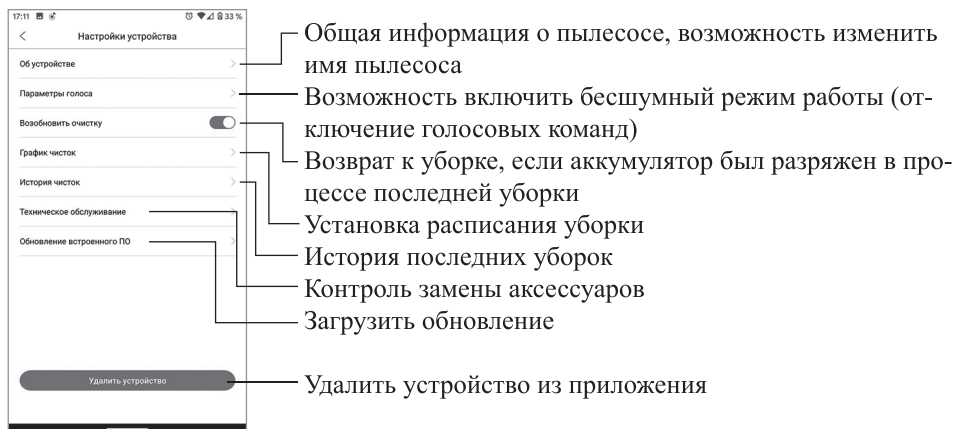 17:11 33 %
Настройки устройства
Об устройстве
Параметры голоса
Возобновить очистку
График чисток
История чисток
Техническое обслуживание
Обновление встроенного ПО
Удалить устройство
Общая информация о пылесосе, возможность изменить
имя пылесоса
Возможность включить бесшумный режим работы (от-
ключение голосовых команд)
Возврат к уборке, если аккумулятор был разряжен в про-
цессе последней уборки
Установка расписания уборки
История последних уборок
Контроль замены аксессуаров
Загрузить обновление
Удалить устройство из приложения